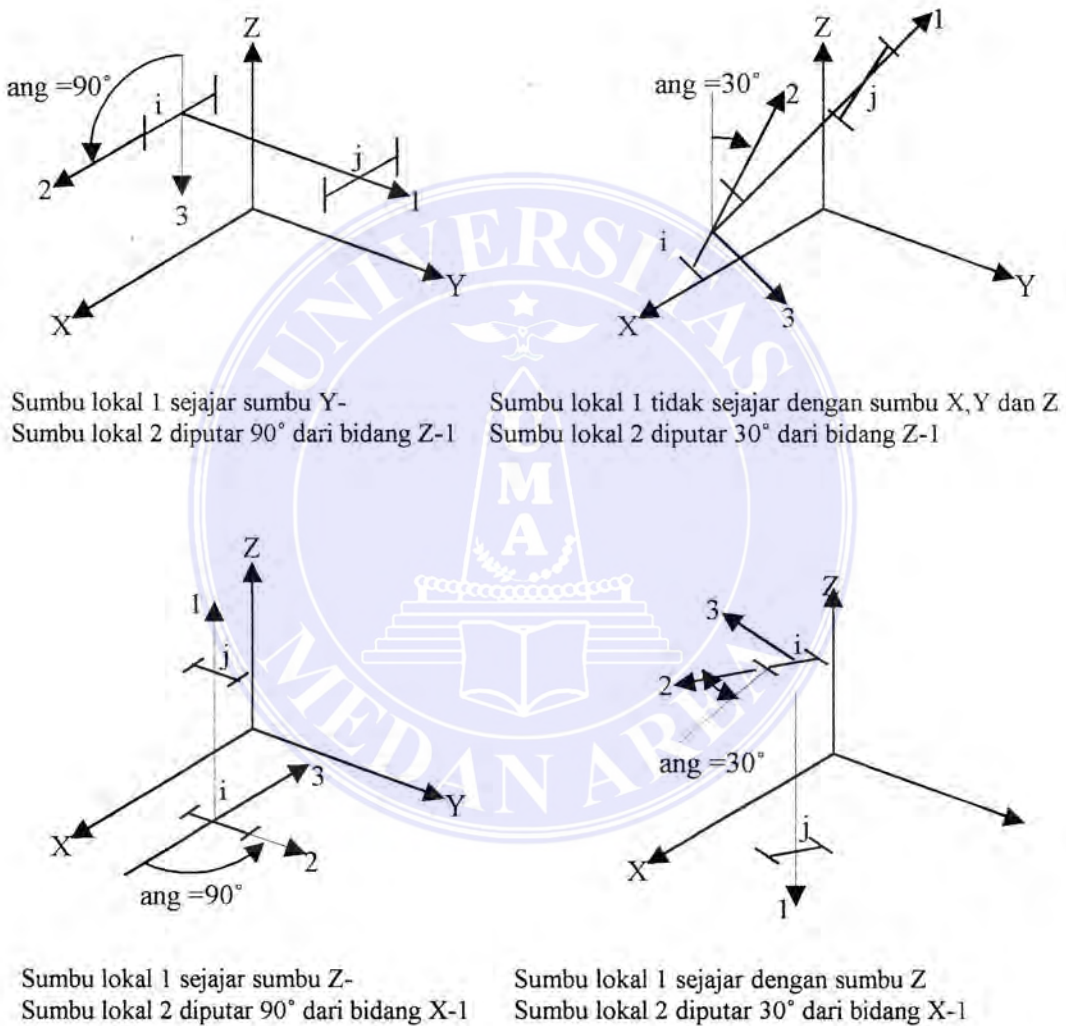 Z
ang =90°
i
j
2
3
1
X
Y
Z
1
ang =30°
2
j
i
3
X
Y
Sumbu lokal 1 sejajar sumbu Y-
Sumbu lokal 2 diputar 90° dari bidang Z-1
Sumbu lokal 1 tidak sejajar dengan sumbu X,Y dan Z
Sumbu lokal 2 diputar 30° dari bidang Z-1
UNIVERSITAS
UMA
MEDAN AREA
Z
1
j
i
3
2
X
Y
ang =90°
Z
3
i
2
ang =30°
j
X
1
Sumbu lokal 1 sejajar sumbu Z-
Sumbu lokal 2 diputar 90° dari bidang X-1
Sumbu lokal 1 sejajar dengan sumbu Z
Sumbu lokal 2 diputar 30° dari bidang X-1